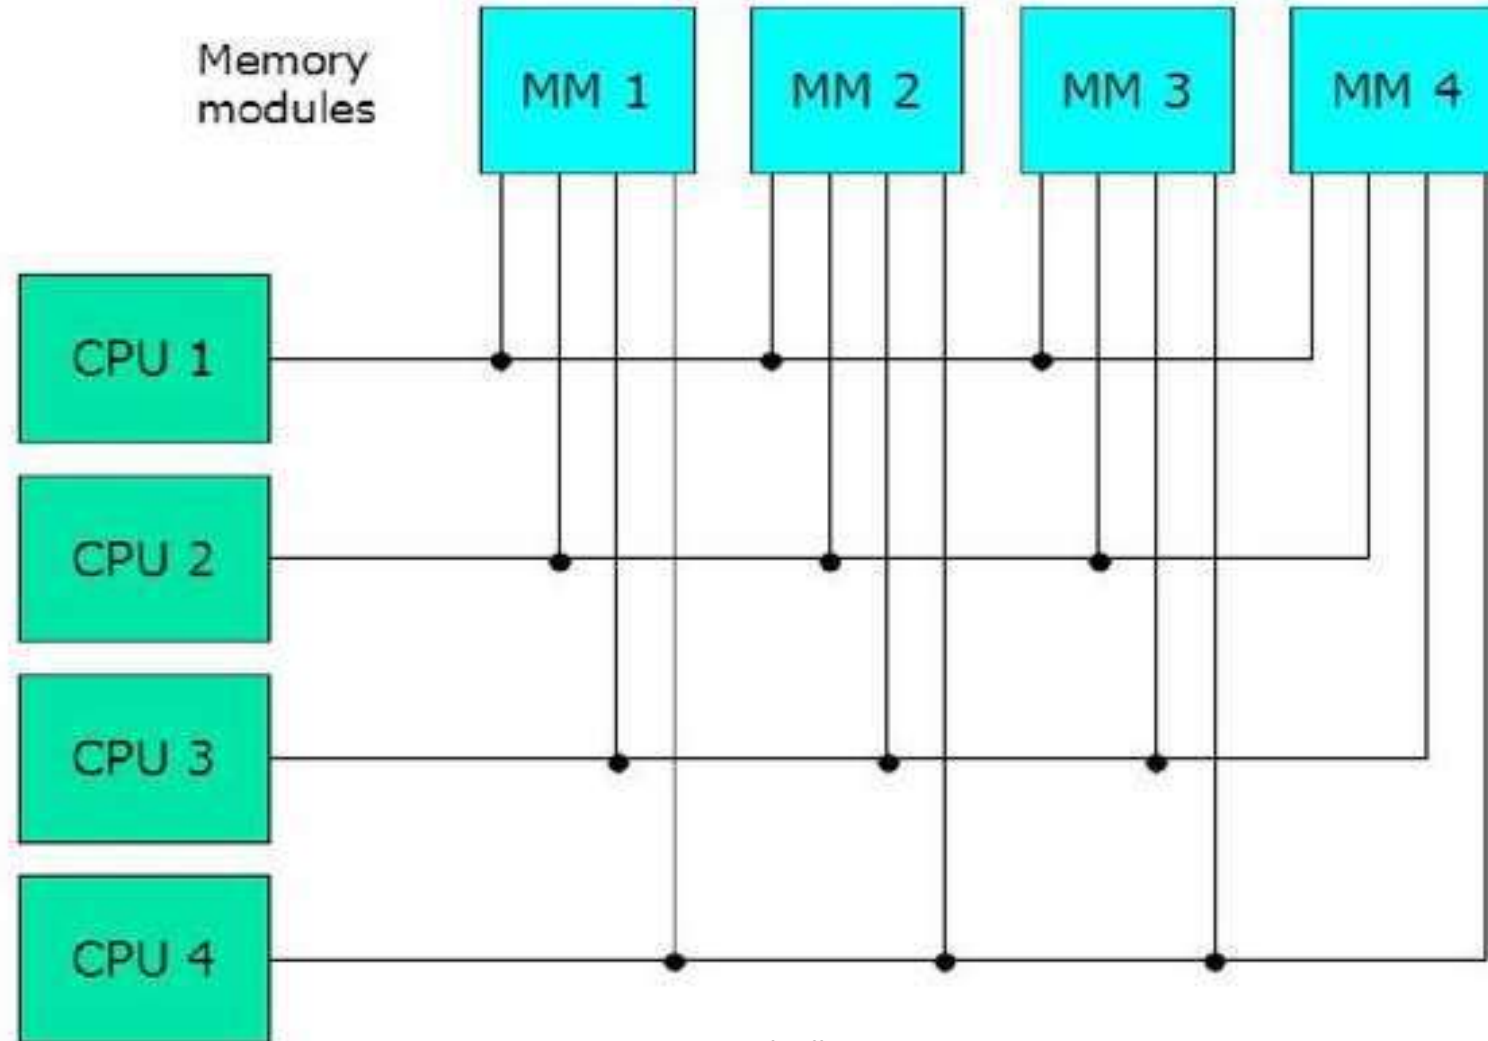 Memory
modules
MM 1
MM 2
MM 3
MM 4
CPU 1
CPU 2
CPU 3
CPU 4